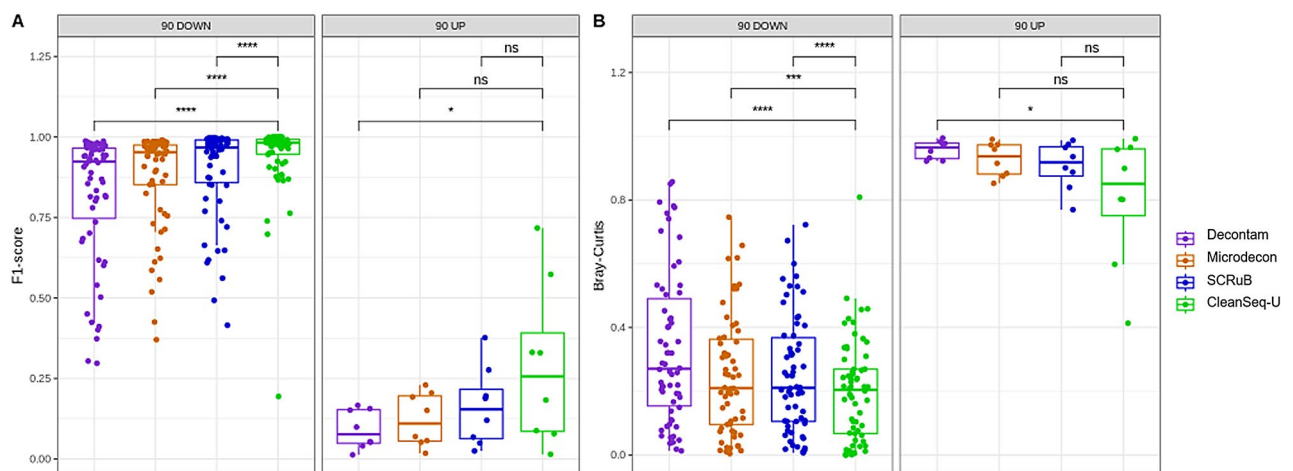 A
90 DOWN
90 UP
F1-score
1.25
1.00
0.75
0.50
0.25
0.00
****
****
****
ns
ns
*
B
90 DOWN
90 UP
Bray-Curtis
1.2
0.8
0.4
0.0
****
***
****
ns
ns
*
Decontam
Microdecon
SCRuB
CleanSeq-U